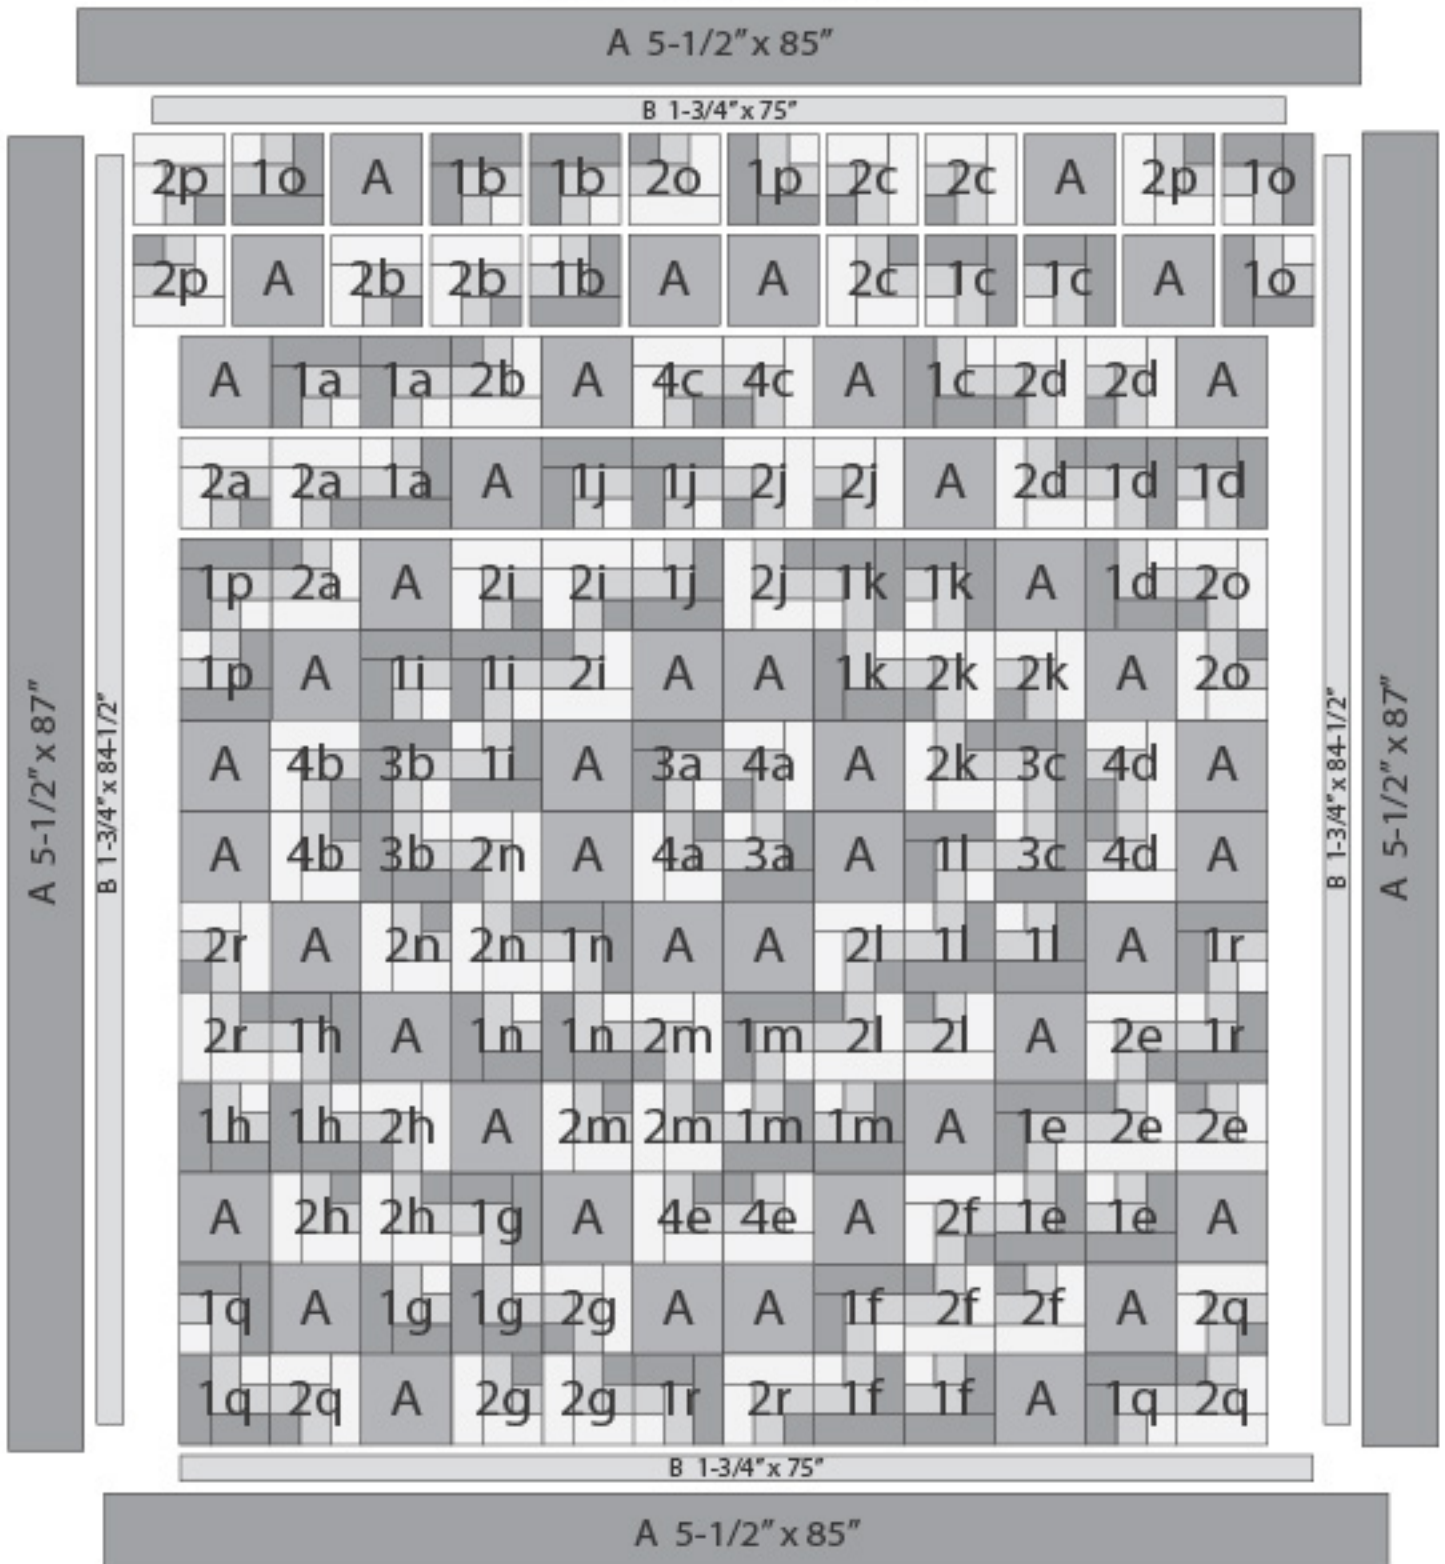 A 5-1/2” x 85”
B 1-3/4” x 75”
2p 1o A 1b 1b 2o 1p 2c 2c A 2p 1o
2p A 2b 2b 1b A A 2c 1c 1c A 1o
A 1a 1a 2b A 4c 4c A 1c 2d 2d A
2a 2a 1a A 1j 1j 2j 2j A 2d 1d 1d
1p 2a A 2i 2i 1j 2j 1k 1k A 1d 2o
1p A 1i 1i 2i A A 1k 2k 2k A 2o
A 4b 3b 1i A 3a 4a A 2k 3c 4d A
A 4b 3b 2n A 4a 3a A 1l 3c 4d A
2r A 2n 2n 1n A A 2l 1l 1l A 1r
2r 1h A 1n 1n 2m 1m 2l 2l A 2e 1r
1h 1h 2h A 2m 2m 1m 1m A 1e 2e 2e
A 2h 2h 1g A 4e 4e A 2f 1e 1e A
1q A 1g 1g 2g A A 1f 2f 2f A 2q
1q 2q A 2g 2g 1r 2r 1f 1f A 1q 2q
A 5-1/2” x 87”
B 1-3/4” x 84-1/2”
B 1-3/4” x 84-1/2”
A 5-1/2” x 87”
B 1-3/4” x 75”
A 5-1/2” x 85”